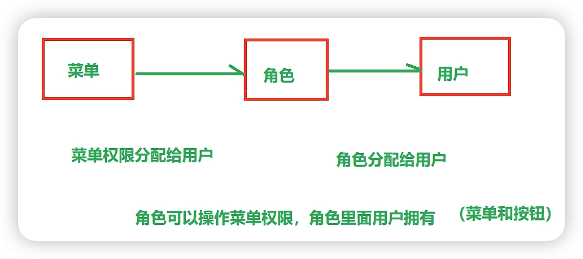 菜单
角色
用户
菜单权限分配给用户
角色分配给用户
角色可以操作菜单权限，角色里面用户拥有 （菜单和按钮）